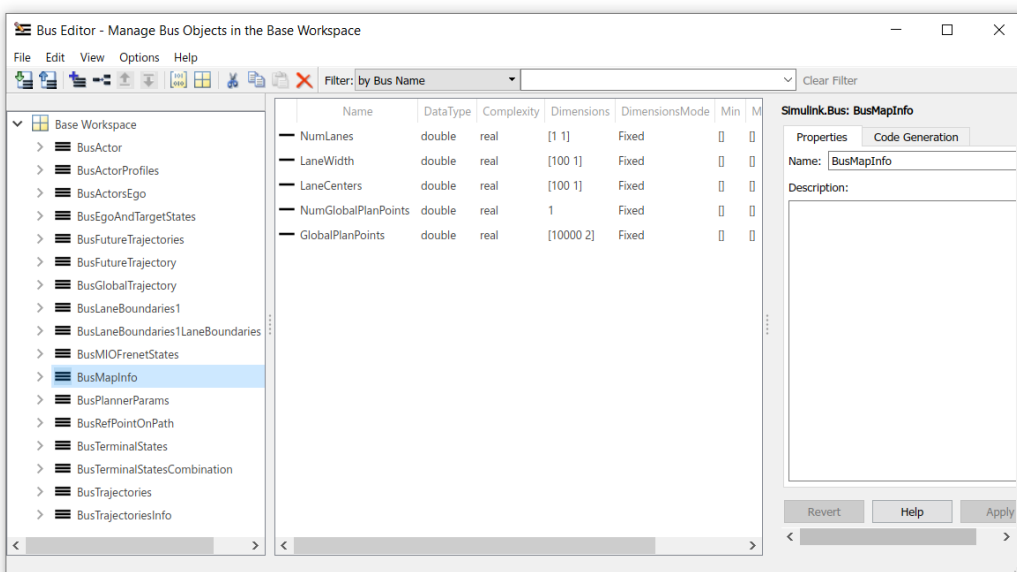 Bus Editor - Manage Bus Objects in the Base Workspace
File Edit View Options Help
Filter: by Bus Name Clear Filter
Base Workspace
BusActor
BusActorProfiles
BusActorsEgo
BusEgoAndTargetStates
BusFutureTrajectories
BusFutureTrajectory
BusGlobalTrajectory
BusLaneBoundaries1
BusLaneBoundaries1LaneBoundaries
BusMIOFrenetStates
BusMapInfo
BusPlannerParams
BusRefPointOnPath
BusTerminalStates
BusTerminalStatesCombination
BusTrajectories
BusTrajectoriesInfo
Name DataType Complexity Dimensions DimensionsMode Min M
NumLanes double real [1 1] Fixed [] []
LaneWidth double real [100 1] Fixed [] []
LaneCenters double real [100 1] Fixed [] []
NumGlobalPlanPoints double real 1 Fixed [] []
GlobalPlanPoints double real [10000 2] Fixed [] []
Simulink.Bus: BusMapInfo
Properties Code Generation
Name: BusMapInfo
Description:
Revert Help Apply